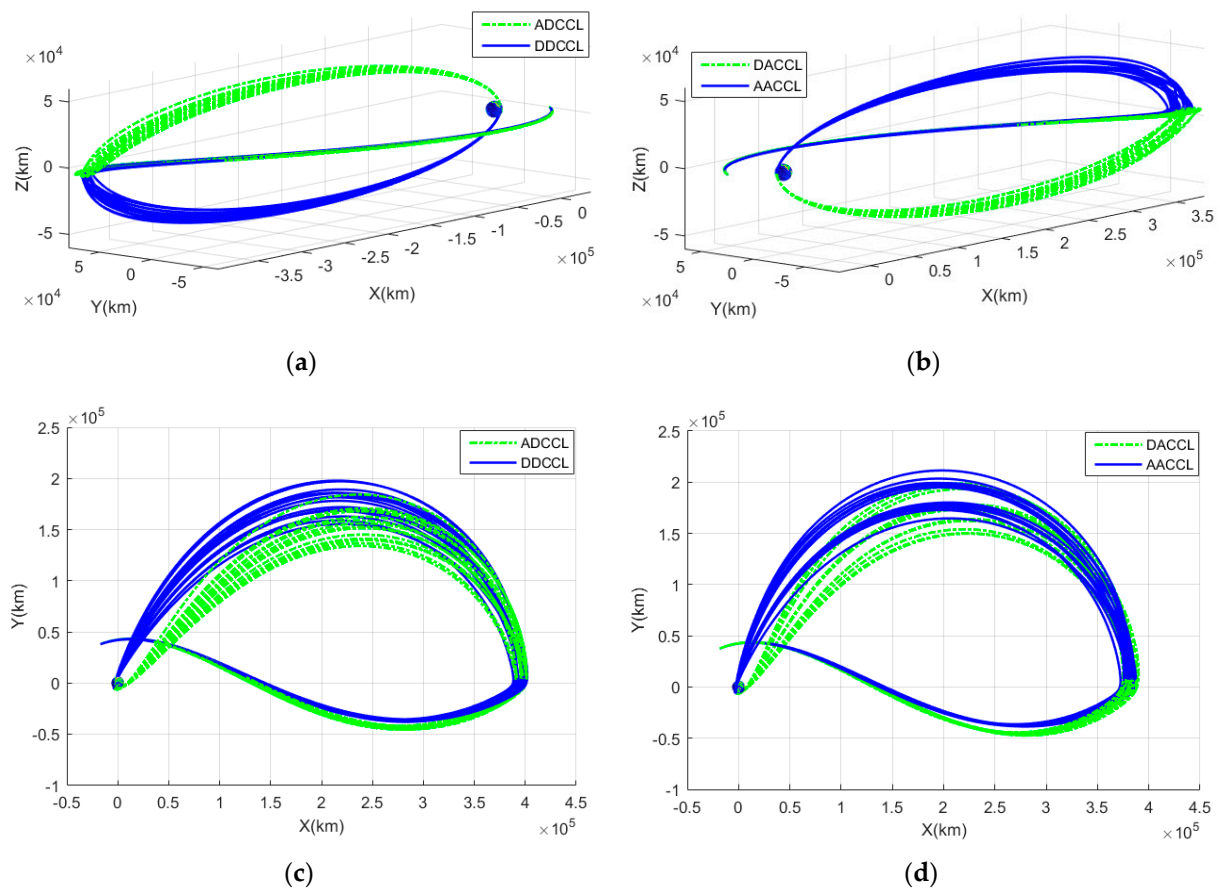 ADCCL
DDCCL
×10⁴
5
0
-5
Z(km)
5
0
-5
×10⁴
Y(km)
-3.5
-3
-2.5
-2
-1.5
-1
-0.5
0
×10⁵
X(km)
(a)
DACCL
AACCL
×10⁴
5
0
-5
Z(km)
5
0
-5
×10⁴
Y(km)
0
0.5
1
1.5
2
2.5
3
3.5
×10⁵
X(km)
(b)
×10⁵
2.5
2
1.5
1
0.5
0
-0.5
-1
Y(km)
ADCCL
DDCCL
-0.5 0 0.5 1 1.5 2 2.5 3 3.5 4 4.5
X(km)
×10⁵
(c)
×10⁵
2.5
2
1.5
1
0.5
0
-0.5
-1
Y(km)
DACCL
AACCL
-0.5 0 0.5 1 1.5 2 2.5 3 3.5 4 4.5
X(km)
×10⁵
(d)